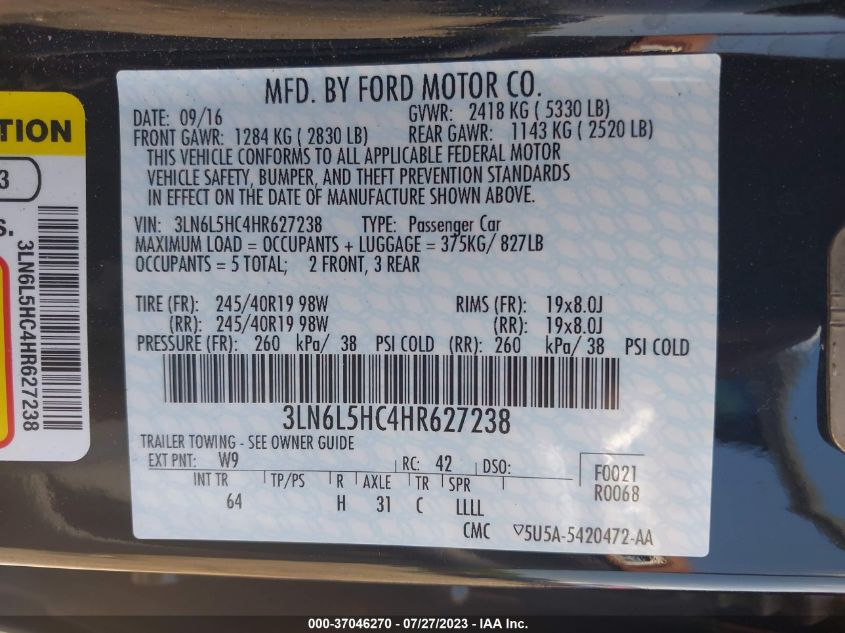 MFD. BY FORD MOTOR CO.
DATE: 09/16 GVWR: 2418 KG ( 5330 LB)
FRONT GAWR: 1284 KG ( 2830 LB) REAR GAWR: 1143 KG ( 2520 LB)
THIS VEHICLE CONFORMS TO ALL APPLICABLE FEDERAL MOTOR
VEHICLE SAFETY, BUMPER, AND THEFT PREVENTION STANDARDS
IN EFFECT ON THE DATE OF MANUFACTURE SHOWN ABOVE.
VIN: 3LN6L5HC4HR627238 TYPE: Passenger Car
MAXIMUM LOAD = OCCUPANTS + LUGGAGE = 375KG/ 827LB
OCCUPANTS = 5 TOTAL; 2 FRONT, 3 REAR
TIRE (FR): 245/40R19 98W RIMS (FR): 19x8.0J
(RR): 245/40R19 98W (RR): 19x8.0J
PRESSURE (FR): 260 kPa/ 38 PSI COLD (RR): 260 kPa/ 38 PSI COLD
3LN6L5HC4HR627238
TRAILER TOWING - SEE OWNER GUIDE
EXT PNT: W9 RC: 42 DSO: F0021
INT TR TP/PS R AXLE TR SPR R0068
64 H 31 C LLLL
CMC ▽5U5A-5420472-AA
TION
3
S.
3LN6L5HC4HR627238
000-37046270 - 07/27/2023 - IAA Inc.